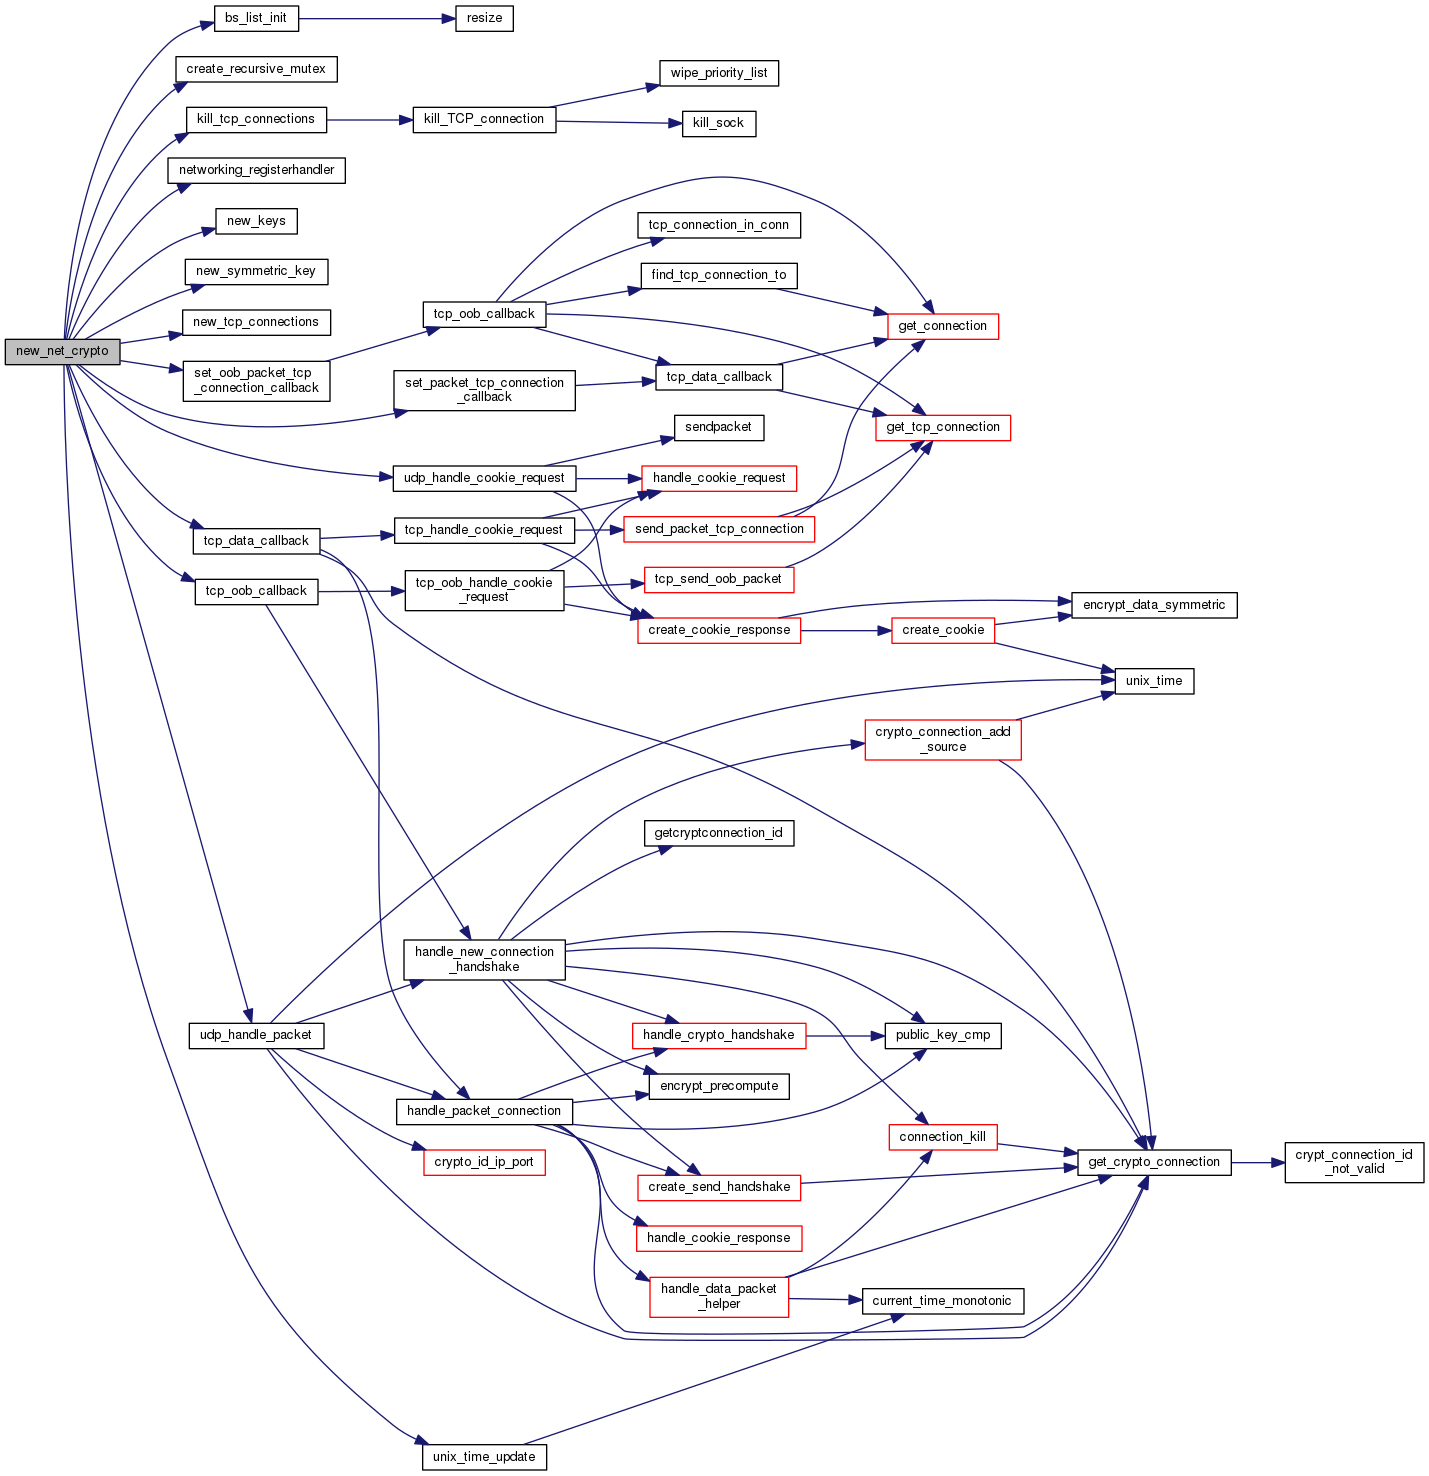 bs_list_init
resize
create_recursive_mutex
wipe_priority_list
kill_tcp_connections
kill_TCP_connection
kill_sock
networking_registerhandler
new_keys
tcp_connection_in_conn
new_symmetric_key
find_tcp_connection_to
new_tcp_connections
tcp_oob_callback
get_connection
new_net_crypto
set_oob_packet_tcp
_connection_callback
set_packet_tcp_connection
_callback
tcp_data_callback
sendpacket
get_tcp_connection
udp_handle_cookie_request
handle_cookie_request
tcp_data_callback
tcp_handle_cookie_request
send_packet_tcp_connection
tcp_oob_callback
tcp_oob_handle_cookie
_request
tcp_send_oob_packet
create_cookie_response
create_cookie
encrypt_data_symmetric
unix_time
crypto_connection_add
_source
getcryptconnection_id
handle_new_connection
_handshake
udp_handle_packet
handle_crypto_handshake
public_key_cmp
encrypt_precompute
handle_packet_connection
connection_kill
crypto_id_ip_port
get_crypto_connection
crypt_connection_id
_not_valid
create_send_handshake
handle_cookie_response
handle_data_packet
_helper
current_time_monotonic
unix_time_update